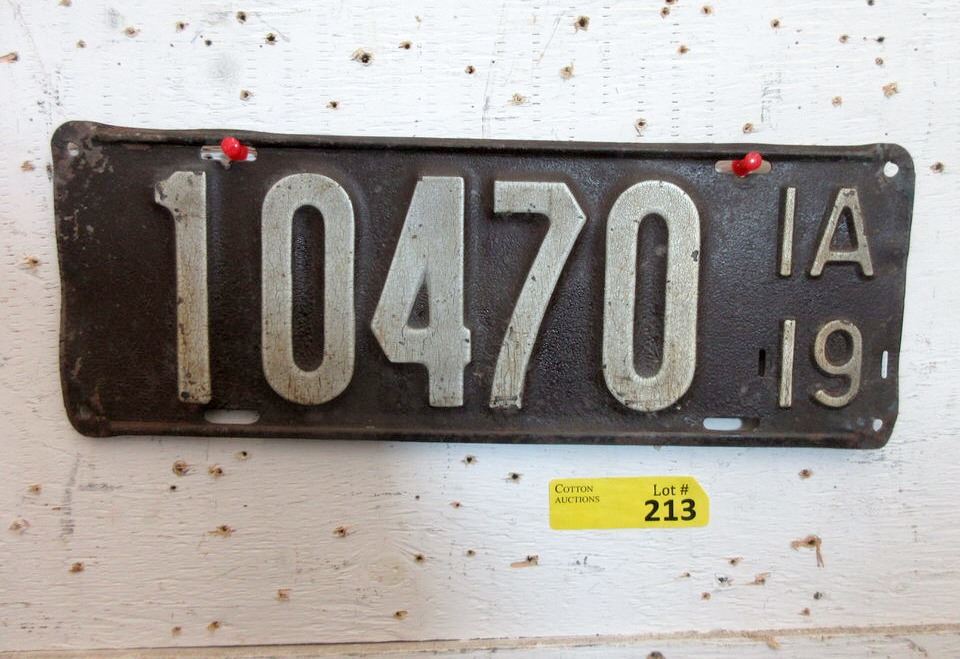 10470
IA
19
COTTON
AUCTIONS
Lot #
213